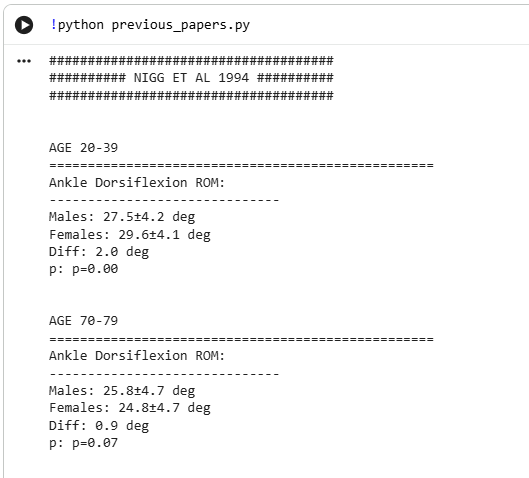 !python previous_papers.py
#####################################
########## NIGG ET AL 1994 ##########
#####################################
AGE 20-39
==================================================
Ankle Dorsiflexion ROM:
------------------------------
Males: 27.5±4.2 deg
Females: 29.6±4.1 deg
Diff: 2.0 deg
p: p=0.00
AGE 70-79
==================================================
Ankle Dorsiflexion ROM:
------------------------------
Males: 25.8±4.7 deg
Females: 24.8±4.7 deg
Diff: 0.9 deg
p: p=0.07